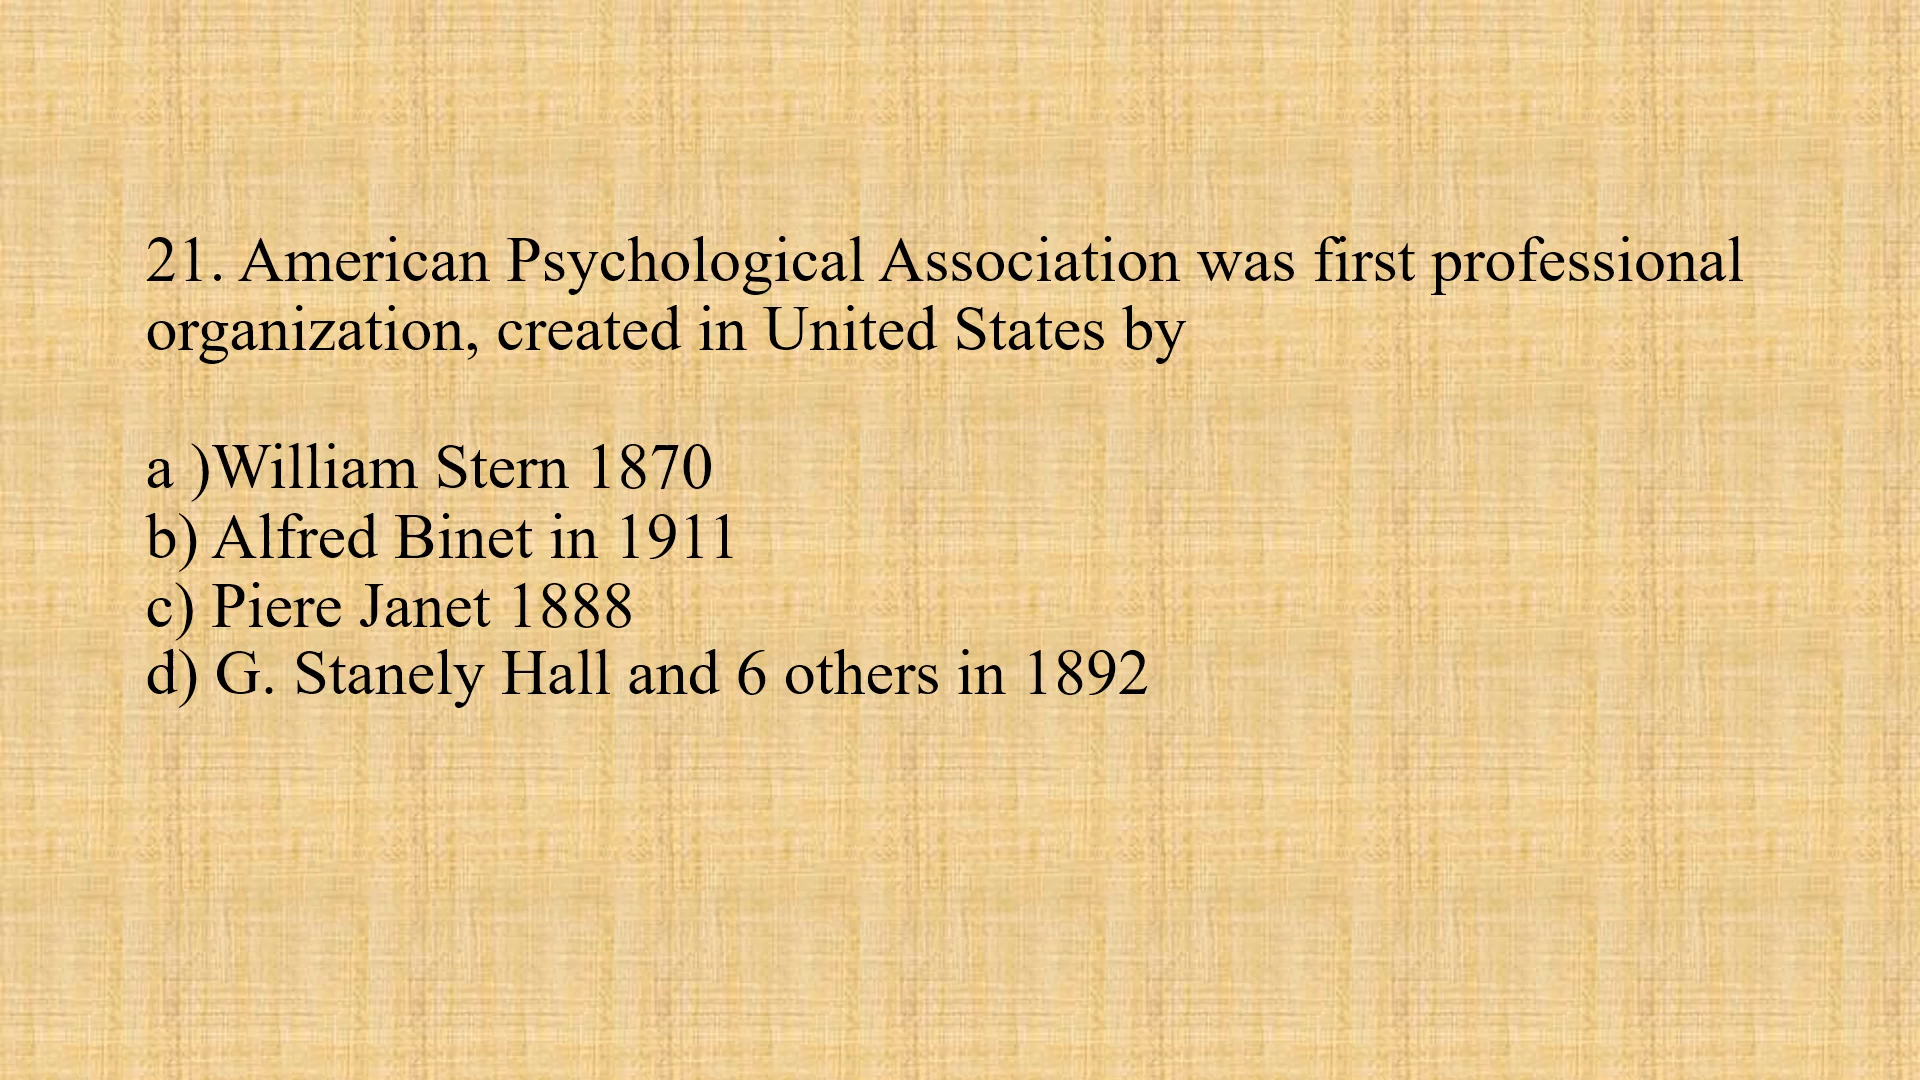 21. American Psychological Association was first professional
organization, created in United States by
a )William Stern 1870
b) Alfred Binet in 1911
c) Piere Janet 1888
d) G. Stanely Hall and 6 others in 1892